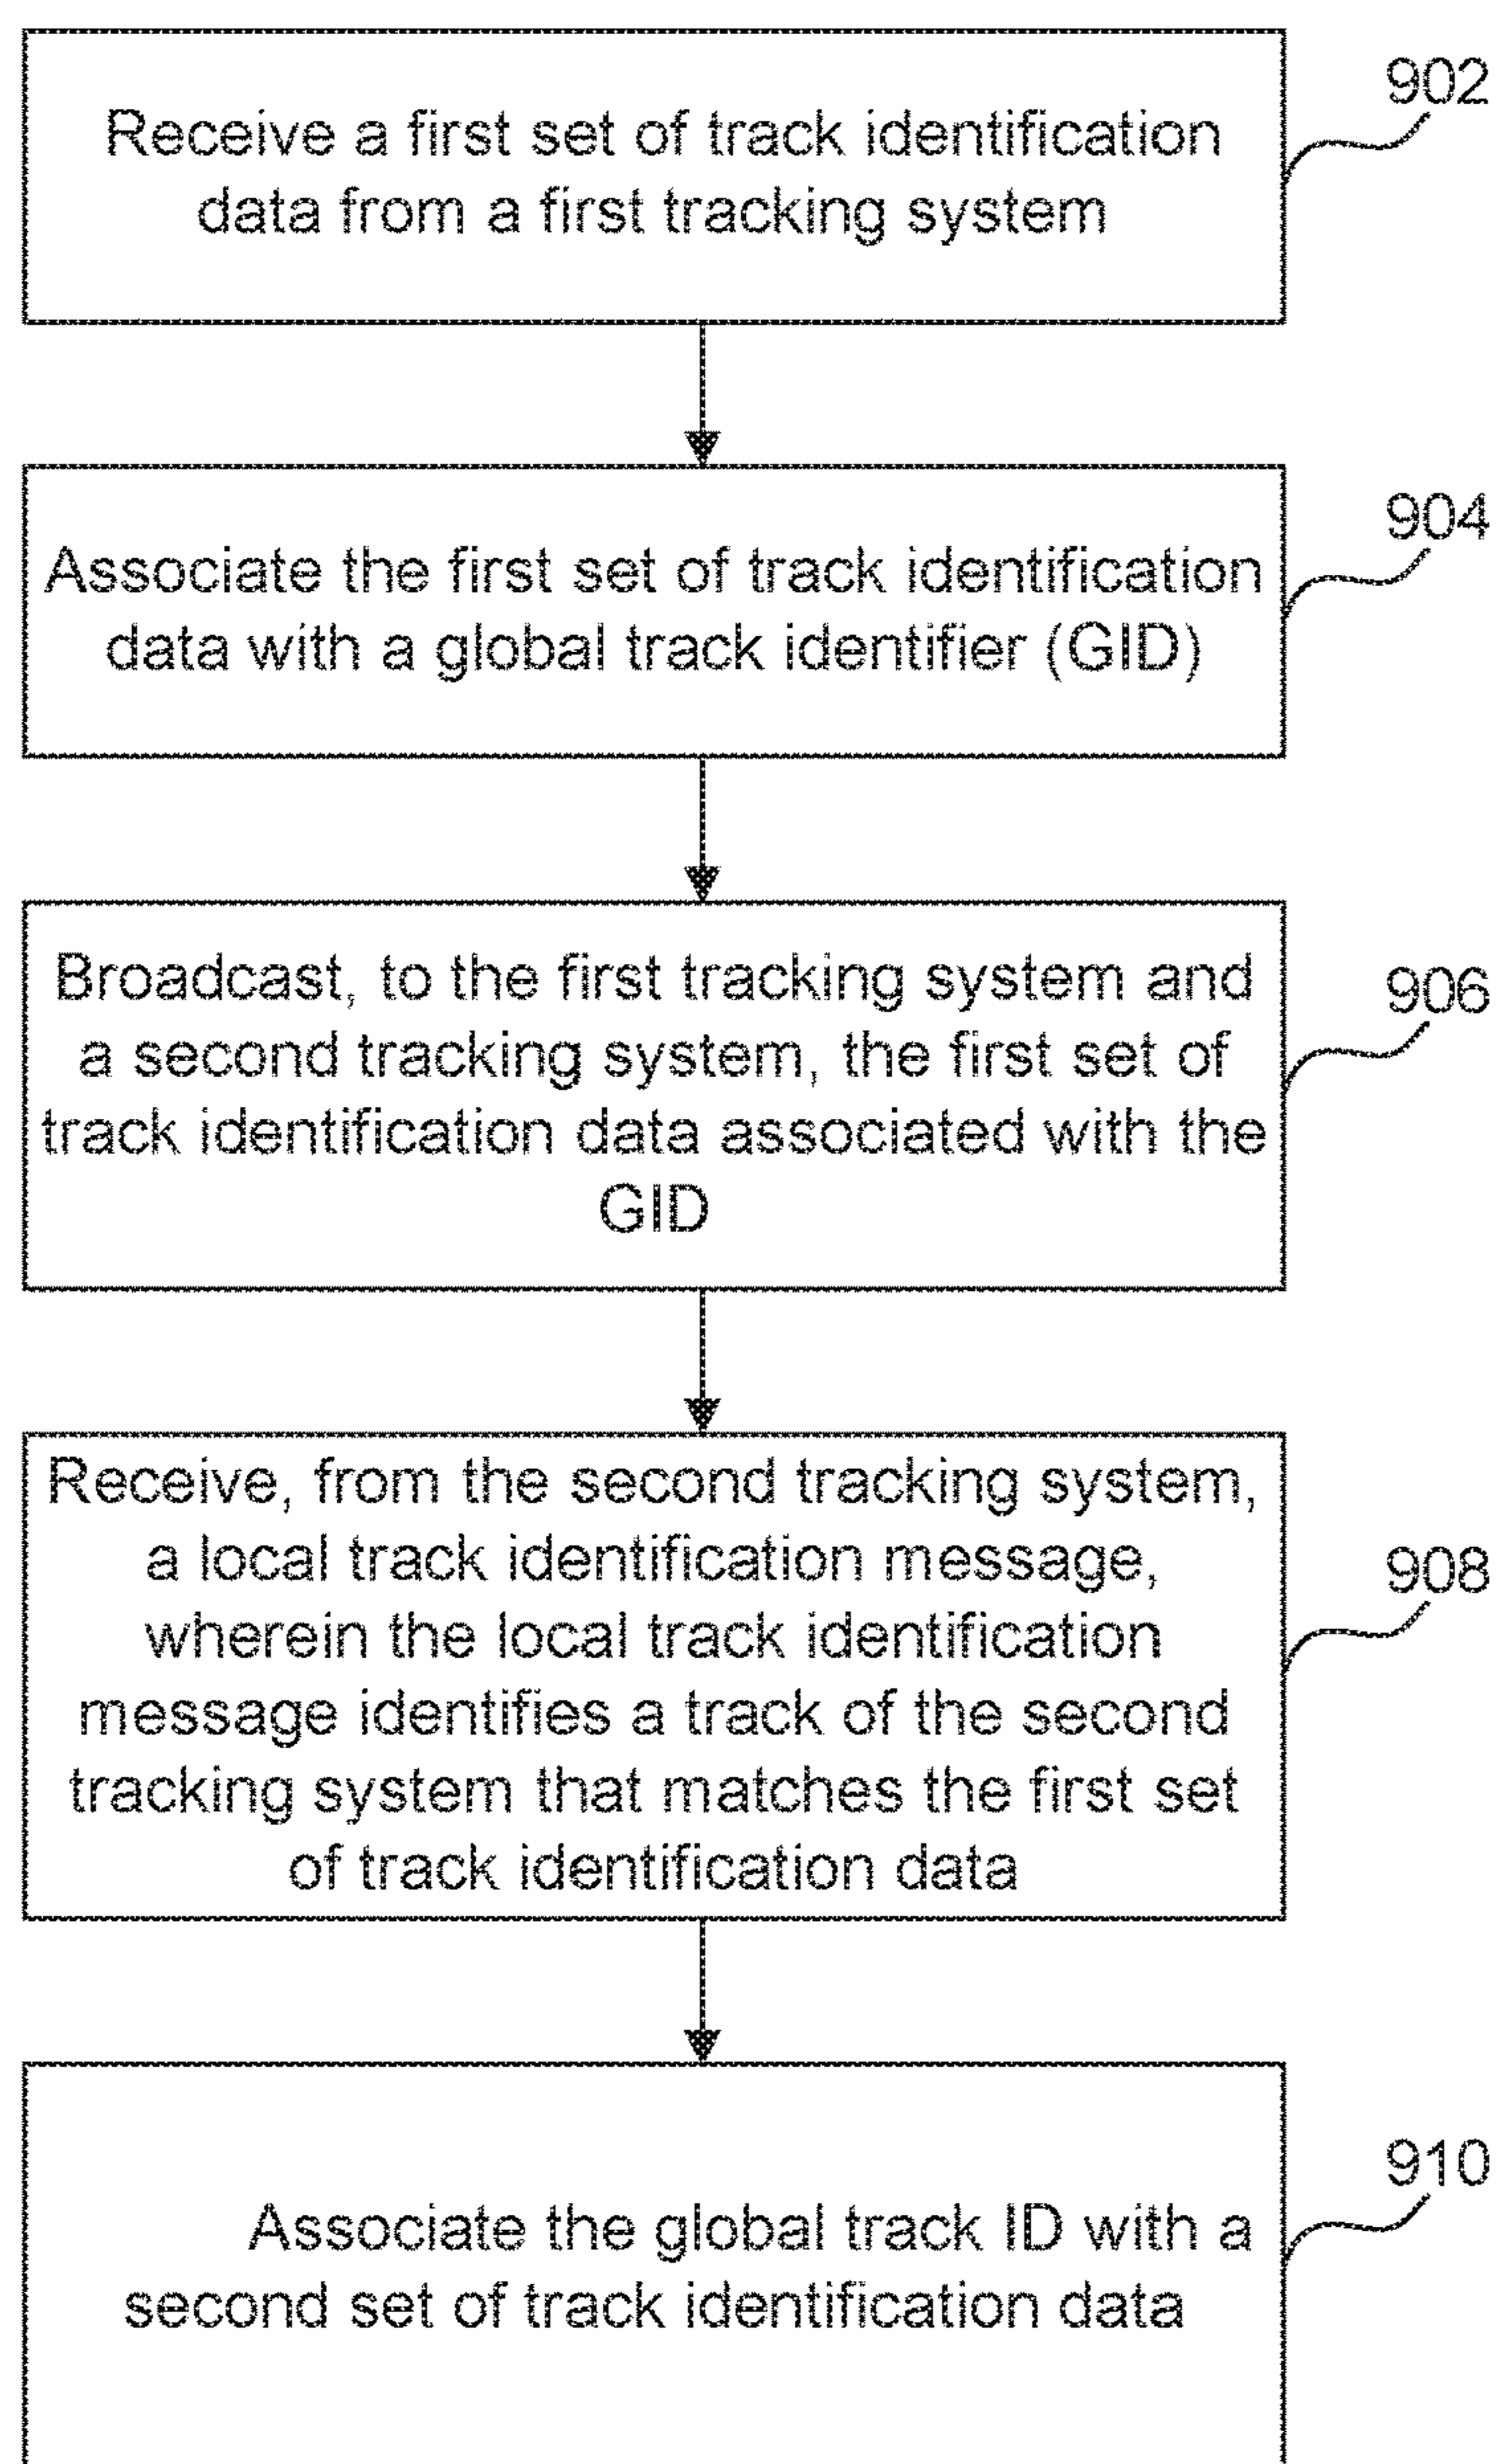 902
Receive a first set of track identification
data from a first tracking system
904
Associate the first set of track identification
data with a global track identifier (GID)
906
Broadcast, to the first tracking system and
a second tracking system, the first set of
track identification data associated with the
GID
908
Receive, from the second tracking system,
a local track identification message,
wherein the local track identification
message identifies a track of the second
tracking system that matches the first set
of track identification data
910
Associate the global track ID with a
second set of track identification data